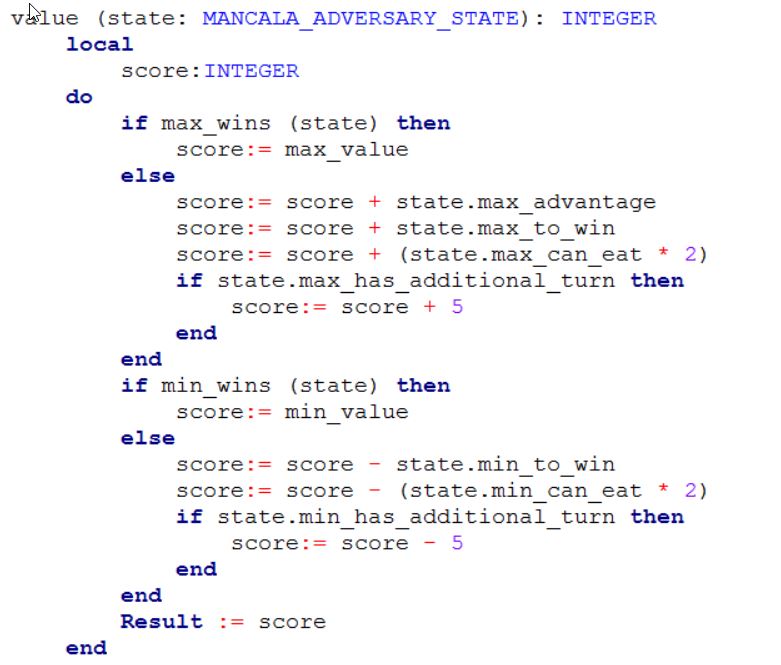 value (state: MANCALA_ADVERSARY_STATE): INTEGER
local
score:INTEGER
do
if max_wins (state) then
score:= max_value
else
score:= score + state.max_advantage
score:= score + state.max_to_win
score:= score + (state.max_can_eat * 2)
if state.max_has_additional_turn then
score:= score + 5
end
end
if min_wins (state) then
score:= min_value
else
score:= score - state.min_to_win
score:= score - (state.min_can_eat * 2)
if state.min_has_additional_turn then
score:= score - 5
end
end
Result := score
end